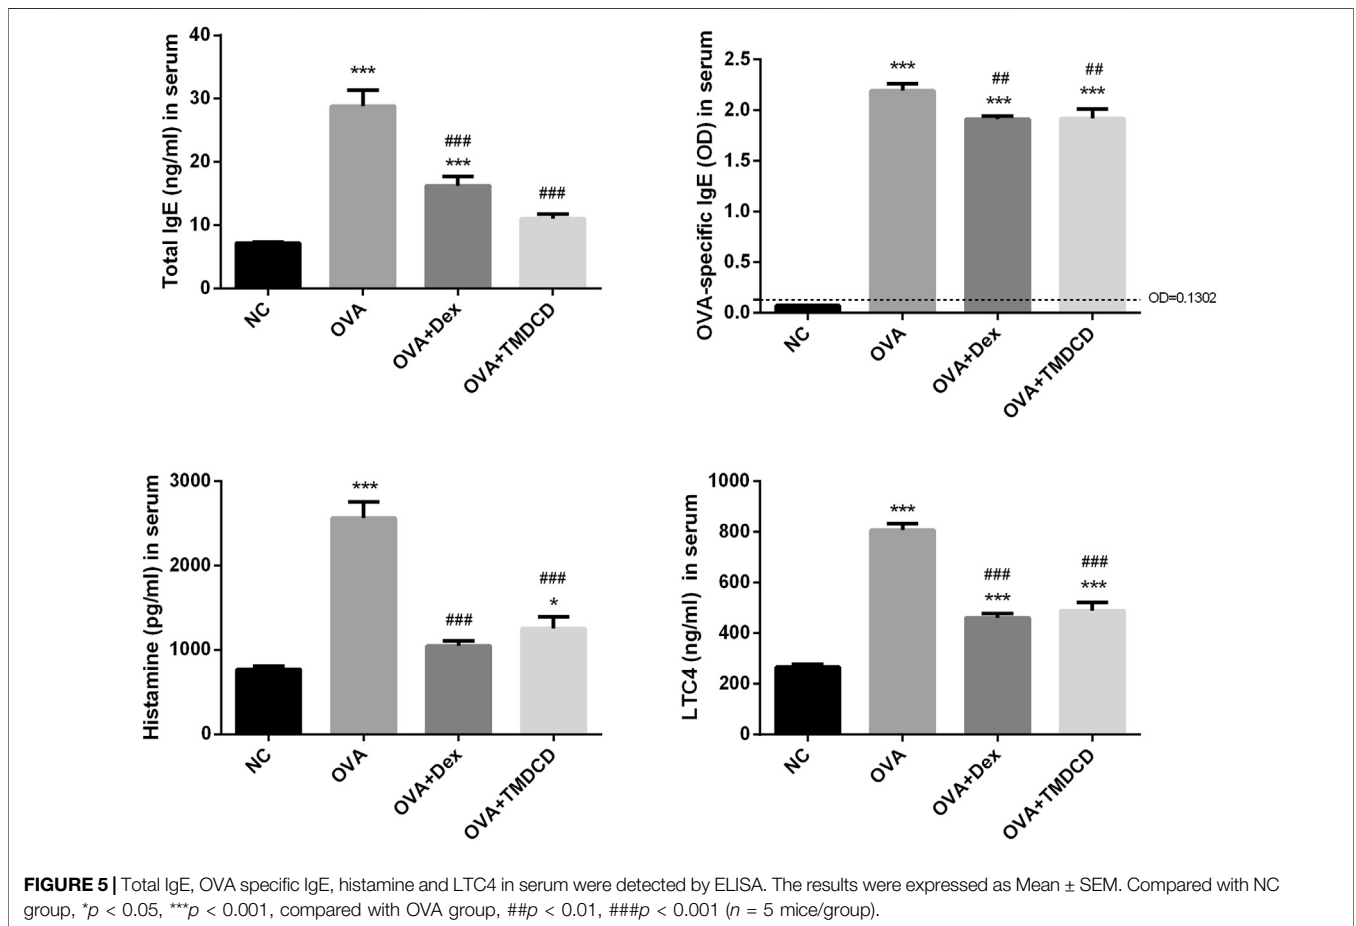 Total IgE (ng/ml) in serum
40
30
20
10
0
***
###
***
###
NC
OVA
OVA+Dex
OVA+TMDCD
OVA-specific IgE (OD) in serum
2.5
2.0
1.5
1.0
0.5
0.0
***
##
***
##
***
OD=0.1302
NC
OVA
OVA+Dex
OVA+TMDCD
Histamine (pg/ml) in serum
3000
2000
1000
0
***
###
###
*
NC
OVA
OVA+Dex
OVA+TMDCD
LTC4 (ng/ml) in serum
1000
800
600
400
200
0
***
###
***
###
***
NC
OVA
OVA+Dex
OVA+TMDCD
FIGURE 5 | Total IgE, OVA specific IgE, histamine and LTC4 in serum were detected by ELISA. The results were expressed as Mean ± SEM. Compared with NC
group, *p < 0.05, ***p < 0.001, compared with OVA group, ##p < 0.01, ###p < 0.001 (n = 5 mice/group).